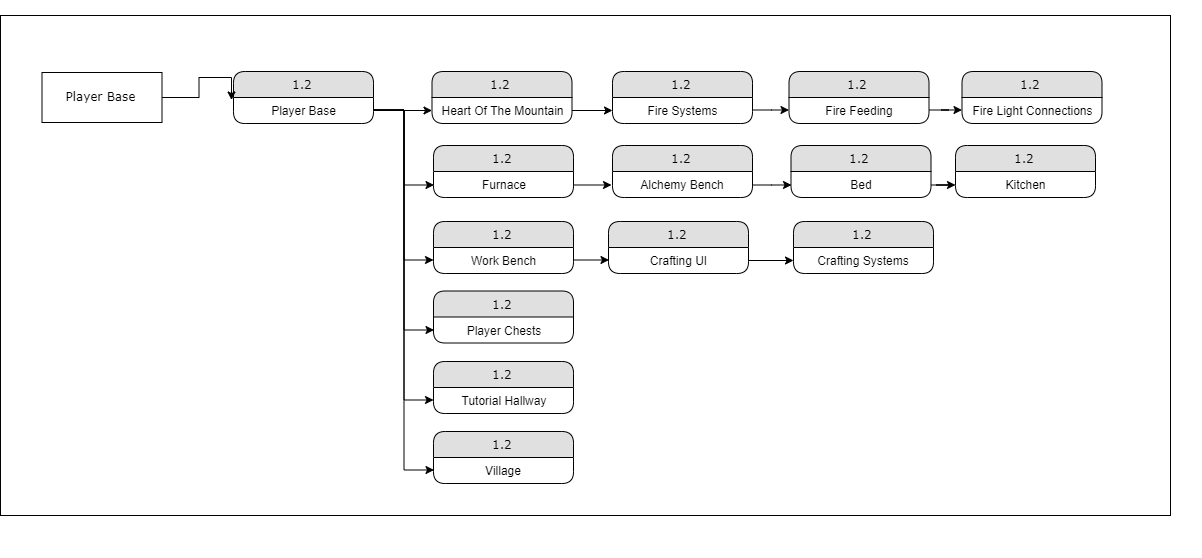 Player Base
1.2
Player Base
1.2
Heart Of The Mountain
1.2
Fire Systems
1.2
Fire Feeding
1.2
Fire Light Connections
1.2
Furnace
1.2
Alchemy Bench
1.2
Bed
1.2
Kitchen
1.2
Work Bench
1.2
Crafting UI
1.2
Crafting Systems
1.2
Player Chests
1.2
Tutorial Hallway
1.2
Village